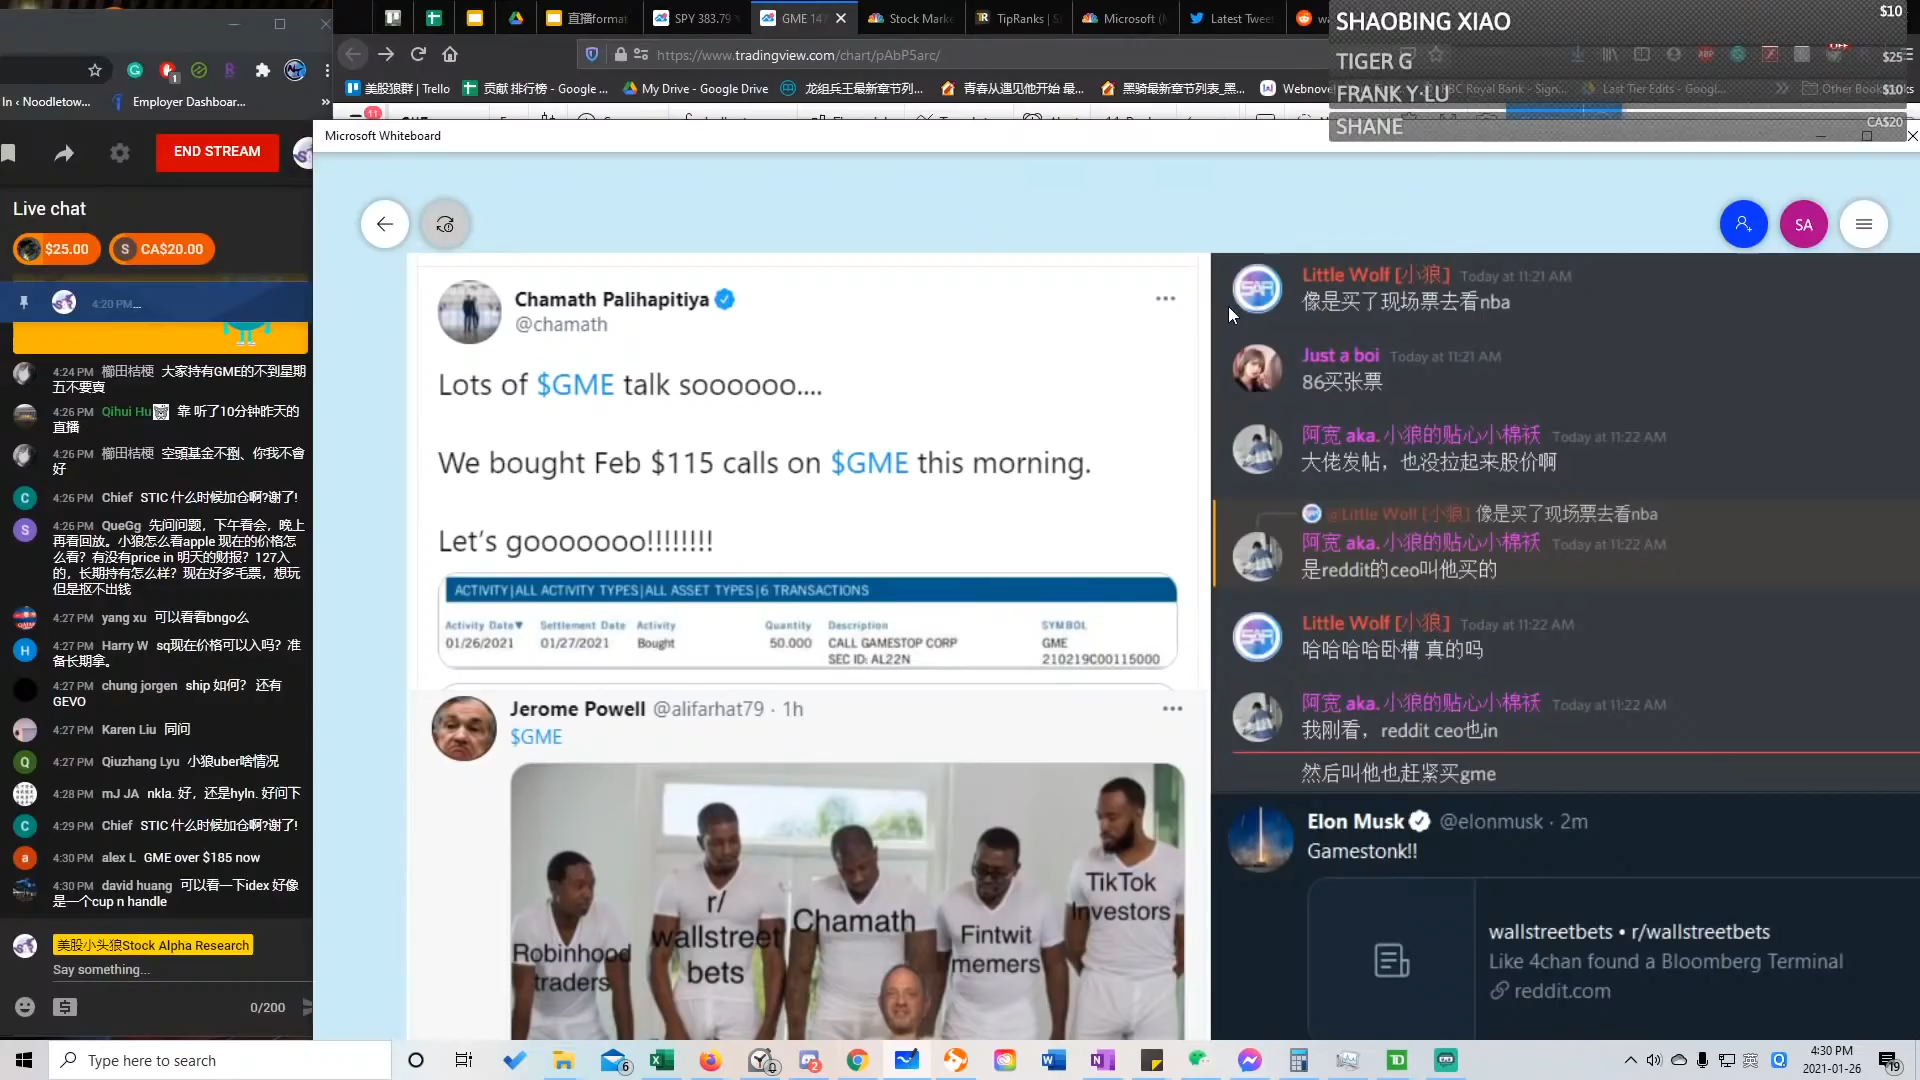 直播format
SPY 383.79
GME 14
Stock Mark
TipRanks | S
Microsoft (
Latest Twee
SHAOBING XIAO
$10
TIGER G
$25
FRANK Y·LU
$10
SHANE
CA$20
https://www.tradingview.com/chart/pAbP5arc/
OFF
In ‹ Noodletow...
Employer Dashboar...
美股狼群 | Trello
贡献 排行榜 - Google ...
My Drive - Google Drive
龙组兵王最新章节列...
青春从遇见他开始 最...
黑骑最新章节列表_黑...
Webnove
BC Royal Bank - Sign...
Last Tier Edits - Googl...
Other Book
11
Microsoft Whiteboard
END STREAM
SA
Live chat
$25.00
S CA$20.00
4:20 PM...
4:24 PM 櫛田桔梗 大家持有GME的不到星期
五不要賣
4:26 PM Qihui Hu 靠 听了10分钟昨天的
直播
4:26 PM 櫛田桔梗 空頭基金不捌、你我不會
好
4:26 PM Chief STIC 什么时候加仓啊?谢了!
4:26 PM QueGg 先问问题，下午看会，晚上
再看回放。小狼怎么看apple 现在的价格怎
么看？有没有price in 明天的财报？127入
的，长期持有怎么样？现在好多毛票，想玩
但是抠不出钱
4:27 PM yang xu 可以看看bngo么
4:27 PM Harry W sq现在价格可以入吗？准
备长期拿。
4:27 PM chung jorgen ship 如何？ 还有
GEVO
4:27 PM Karen Liu 同问
4:27 PM Qiuzhang Lyu 小狼uber啥情况
4:28 PM mJ JA nkla. 好，还是hyln. 好问下
4:29 PM Chief STIC 什么时候加仓啊?谢了!
4:30 PM alex L GME over $185 now
4:30 PM david huang 可以看一下idex 好像
是一个cup n handle
美股小头狼Stock Alpha Research
Say something...
0/200
Chamath Palihapitiya
@chamath
Lots of $GME talk soooooo....
We bought Feb $115 calls on $GME this morning.
Let's gooooooo!!!!!!!!
ACTIVITY|ALL ACTIVITY TYPES|ALL ASSET TYPES|6 TRANSACTIONS
Activity Date▼ Settlement Date Activity Quantity Description SYMBOL
01/26/2021 01/27/2021 Bought 50.000 CALL GAMESTOP CORP GME
SEC ID: AL22N 210219C00115000
Jerome Powell @alifarhat79 · 1h
$GME
Robinhood
traders
r/
wallstreet
bets
Chamath
Fintwit
memers
TikTok
Investors
Little Wolf [小狼] Today at 11:21 AM
像是买了现场票去看nba
Just a boi Today at 11:21 AM
86买张票
阿宽 aka. 小狼的贴心小棉袄 Today at 11:22 AM
大佬发帖，也没拉起来股价啊
@Little Wolf [小狼] 像是买了现场票去看nba
阿宽 aka. 小狼的贴心小棉袄 Today at 11:22 AM
是reddit的ceo叫他买的
Little Wolf [小狼] Today at 11:22 AM
哈哈哈哈卧槽 真的吗
阿宽 aka. 小狼的贴心小棉袄 Today at 11:22 AM
我刚看，reddit ceo也in
然后叫他也赶紧买gme
Elon Musk @elonmusk · 2m
Gamestonk!!
wallstreetbets • r/wallstreetbets
Like 4chan found a Bloomberg Terminal
reddit.com
Type here to search
英
4:30 PM
2021-01-26
19